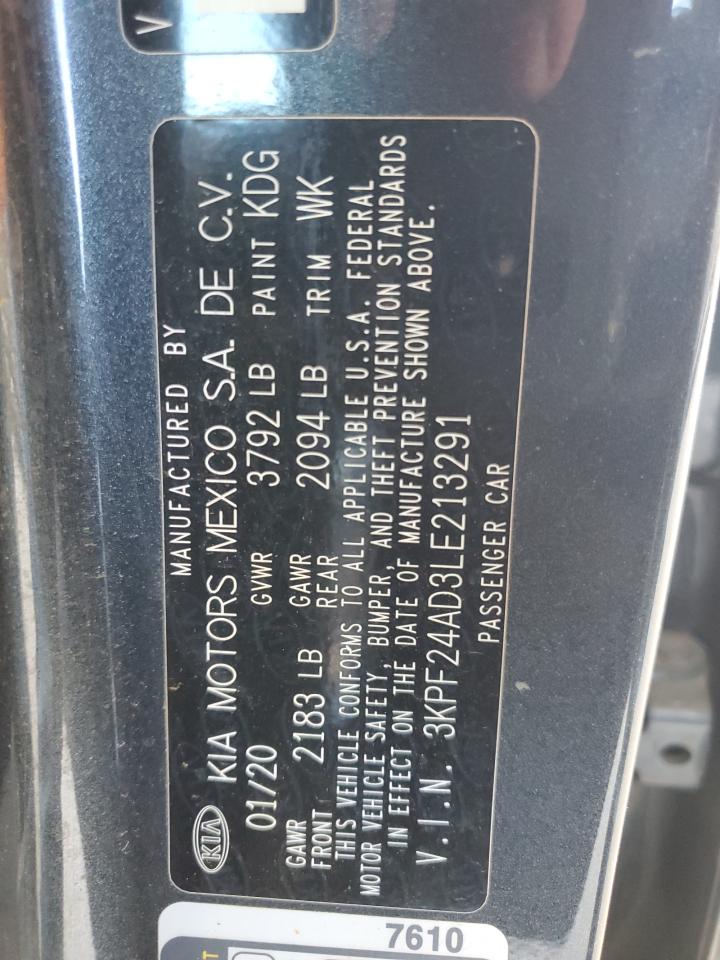 V
MANUFACTURED BY
KIA KIA MOTORS MEXICO S.A. DE C.V.
01/20 GVWR 3792 LB PAINT KDG
GAWR FRONT 2183 LB GAWR REAR 2094 LB TRIM WK
THIS VEHICLE CONFORMS TO ALL APPLICABLE U.S.A. FEDERAL
MOTOR VEHICLE SAFETY, BUMPER, AND THEFT PREVENTION STANDARDS
IN EFFECT ON THE DATE OF MANUFACTURE SHOWN ABOVE.
V.I.N. 3KPF24AD3LE213291
PASSENGER CAR
7610